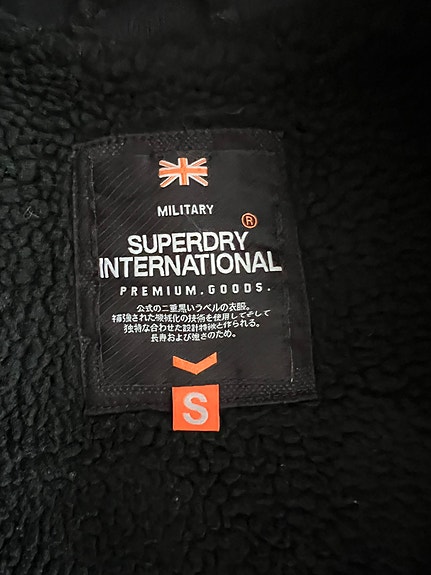 MILITARY
®
SUPERDRY
INTERNATIONAL
PREMIUM.GOODS.
公式の二重黒いラベルの衣服。
補強された繊維化の技術を使用してそして
独特な合わせた設計特徴と作られる。
長寿および強さのため。
S